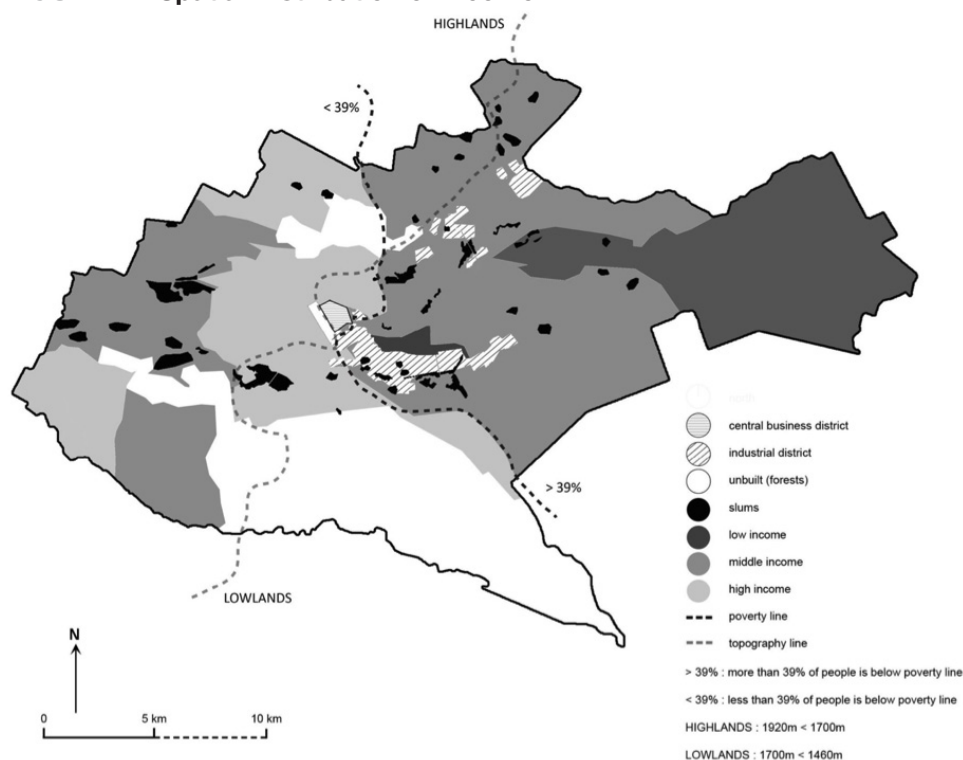 HIGHLANDS
< 39%
> 39%
LOWLANDS
N
0 5 km 10 km
north
central business district
industrial district
unbuilt (forests)
slums
low income
middle income
high income
poverty line
topography line
> 39% : more than 39% of people is below poverty line
< 39% : less than 39% of people is below poverty line
HIGHLANDS : 1920m < 1700m
LOWLANDS : 1700m < 1460m